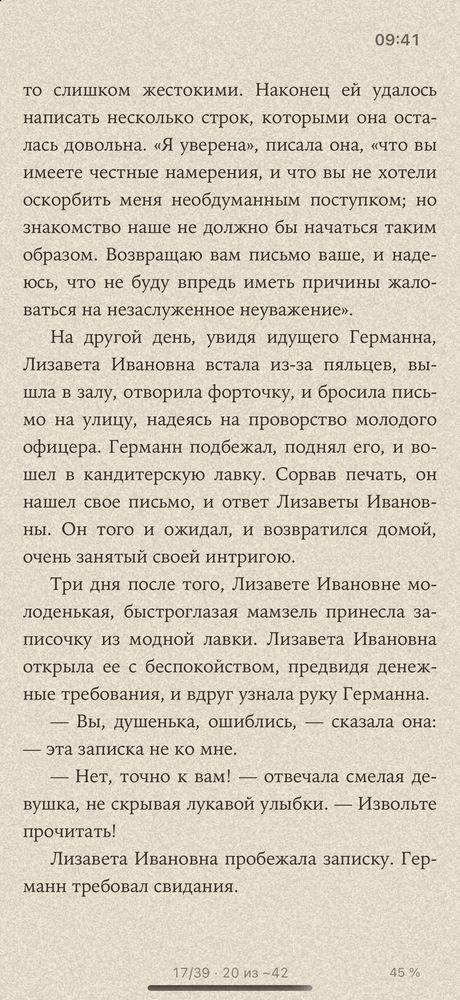 09:41
то слишком жестокими. Наконец ей удалось
написать несколько строк, которыми она оста-
лась довольна. «Я уверена», писала она, «что вы
имеете честные намерения, и что вы не хотели
оскорбить меня необдуманным поступком; но
знакомство наше не должно бы начаться таким
образом. Возвращаю вам письмо ваше, и наде-
юсь, что не буду впредь иметь причины жало-
ваться на незаслуженное неуважение».
На другой день, увидя идущего Германна,
Лизавета Ивановна встала из-за пяльцев, вы-
шла в залу, отворила форточку, и бросила пись-
мо на улицу, надеясь на проворство молодого
офицера. Германн подбежал, поднял его, и во-
шел в кандитерскую лавку. Сорвав печать, он
нашел свое письмо, и ответ Лизаветы Иванов-
ны. Он того и ожидал, и возвратился домой,
очень занятый своей интригою.
Три дня после того, Лизавете Ивановне мо-
лоденькая, быстроглазая мамзель принесла за-
писочку из модной лавки. Лизавета Ивановна
открыла ее с беспокойством, предвидя денеж-
ные требования, и вдруг узнала руку Германна.
— Вы, душенька, ошиблись, — сказала она:
— эта записка не ко мне.
— Нет, точно к вам! — отвечала смелая де-
вушка, не скрывая лукавой улыбки. — Извольте
прочитать!
Лизавета Ивановна пробежала записку. Гер-
манн требовал свидания.
17/39 · 20 из ~42
45 %